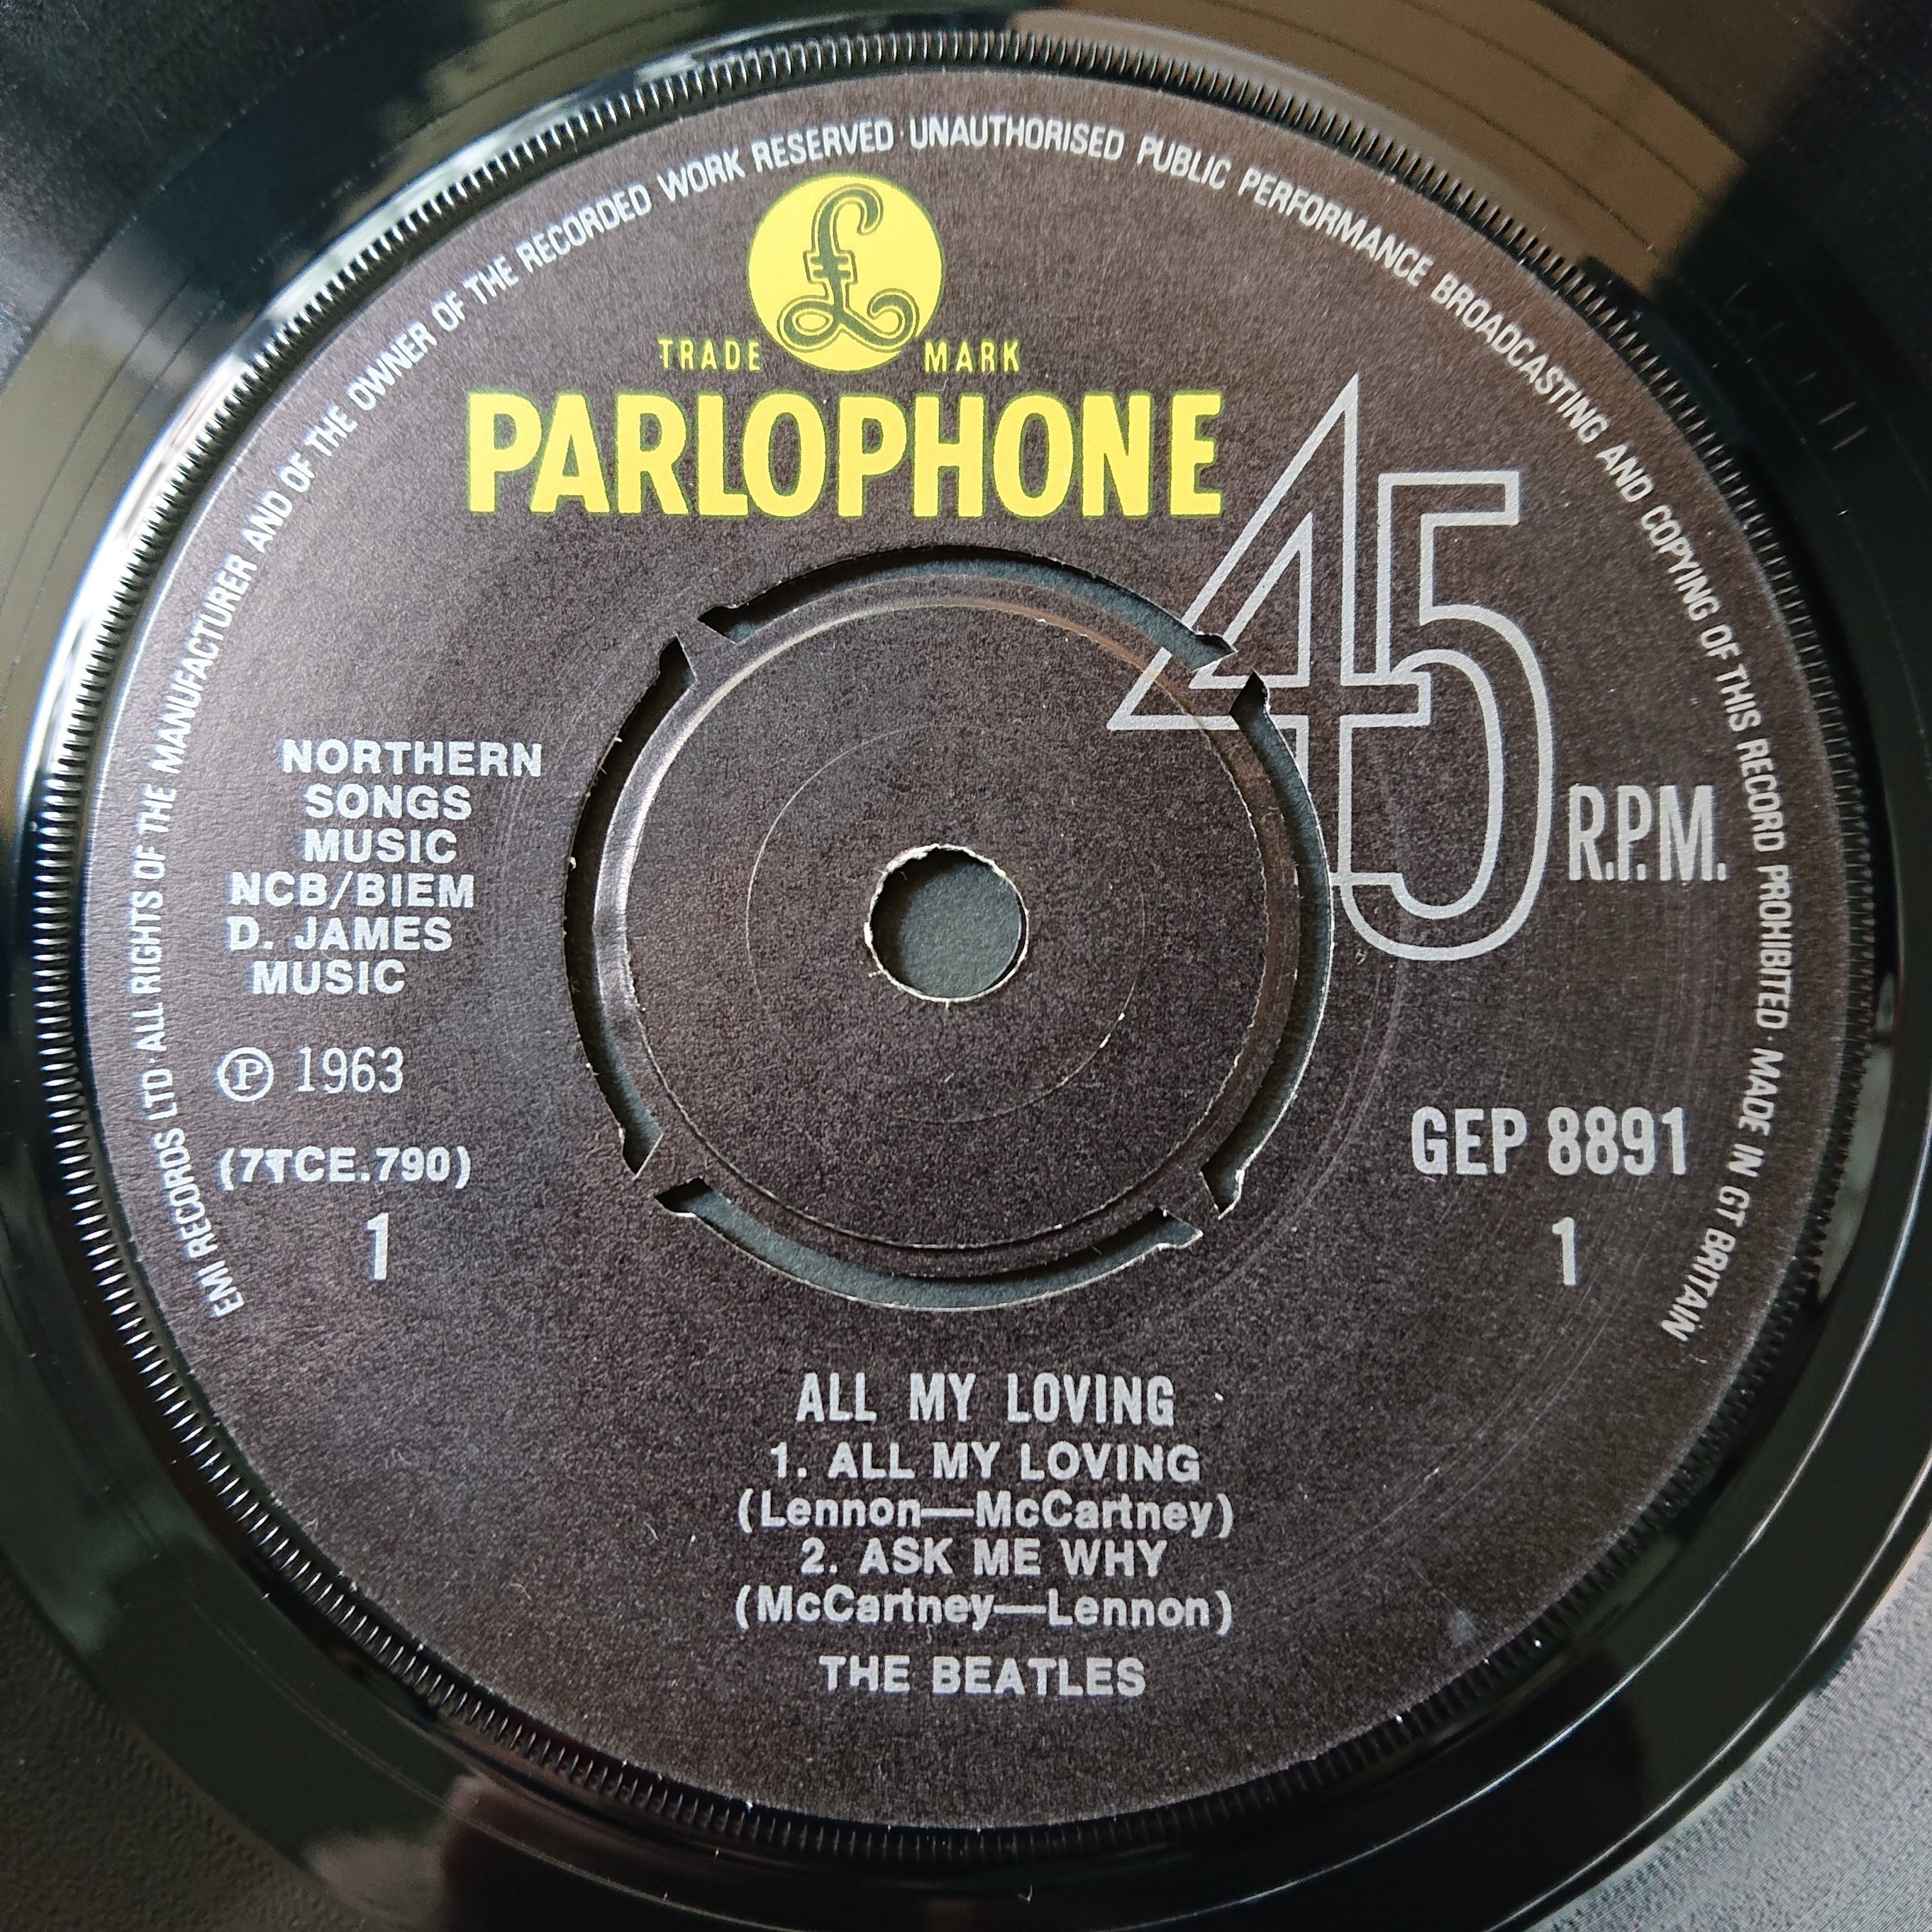 EMI RECORDS LTD · ALL RIGHTS OF THE MANUFACTURER AND OF THE OWNER OF THE RECORDED WORK RESERVED · UNAUTHORISED PUBLIC PERFORMANCE BROADCASTING AND COPYING OF THIS RECORD PROHIBITED · MADE IN GT BRITAIN
£
TRADE MARK
PARLOPHONE
45 R.P.M.
NORTHERN
SONGS
MUSIC
NCB/BIEM
D. JAMES
MUSIC
Ⓟ 1963
(7TCE.790)
1
GEP 8891
1
ALL MY LOVING
1. ALL MY LOVING
(Lennon—McCartney)
2. ASK ME WHY
(McCartney—Lennon)
THE BEATLES